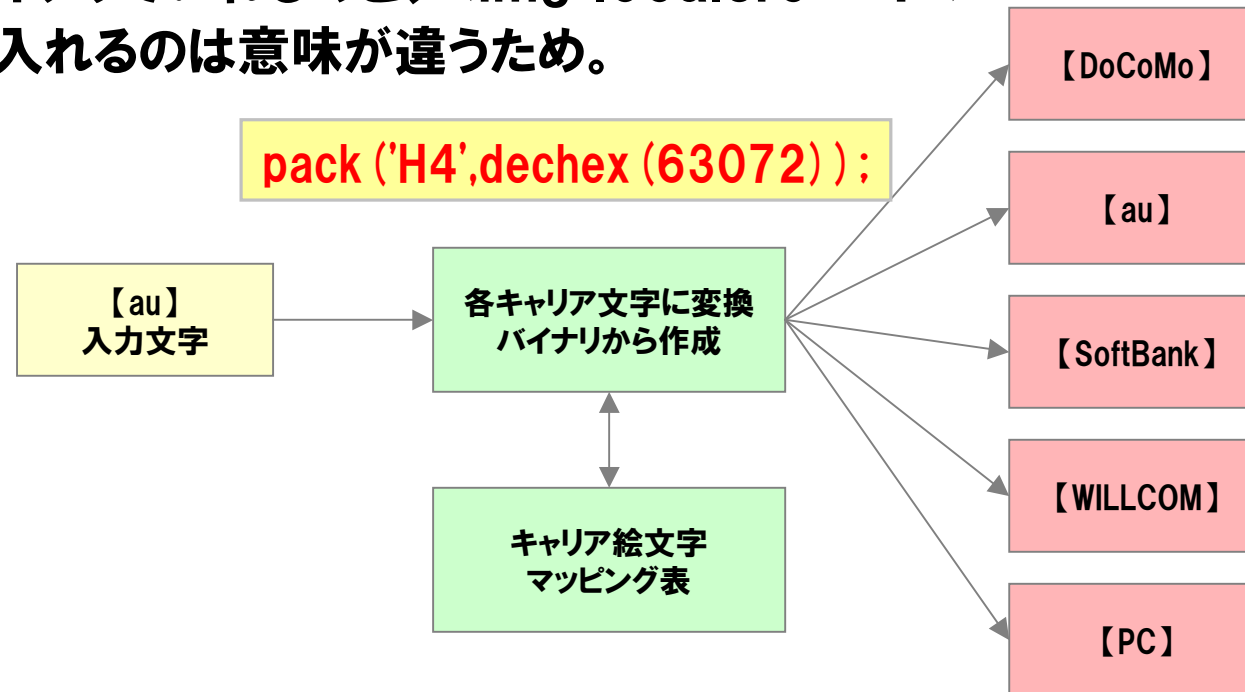 入れるのは意味が違うため。
pack('H4',dechex(63072));
【au】
入力文字
各キャリア文字に変換
バイナリから作成
キャリア絵文字
マッピング表
【DoCoMo】
【au】
【SoftBank】
【WILLCOM】
【PC】